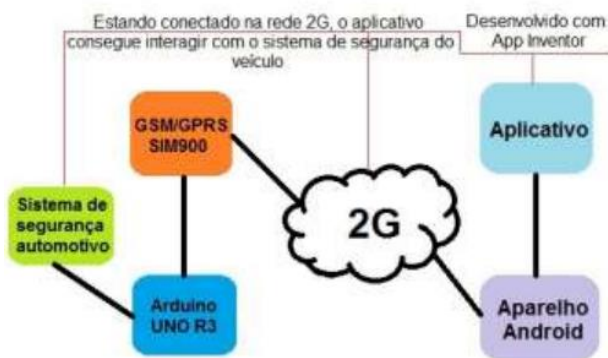 Estando conectado na rede 2G, o aplicativo
consegue interagir com o sistema de segurança do
veículo
Desenvolvido com
App Inventor
GSM/GPRS
SIM900
Aplicativo
Sistema de
segurança
automotivo
2G
Arduino
UNO R3
Aparelho
Android